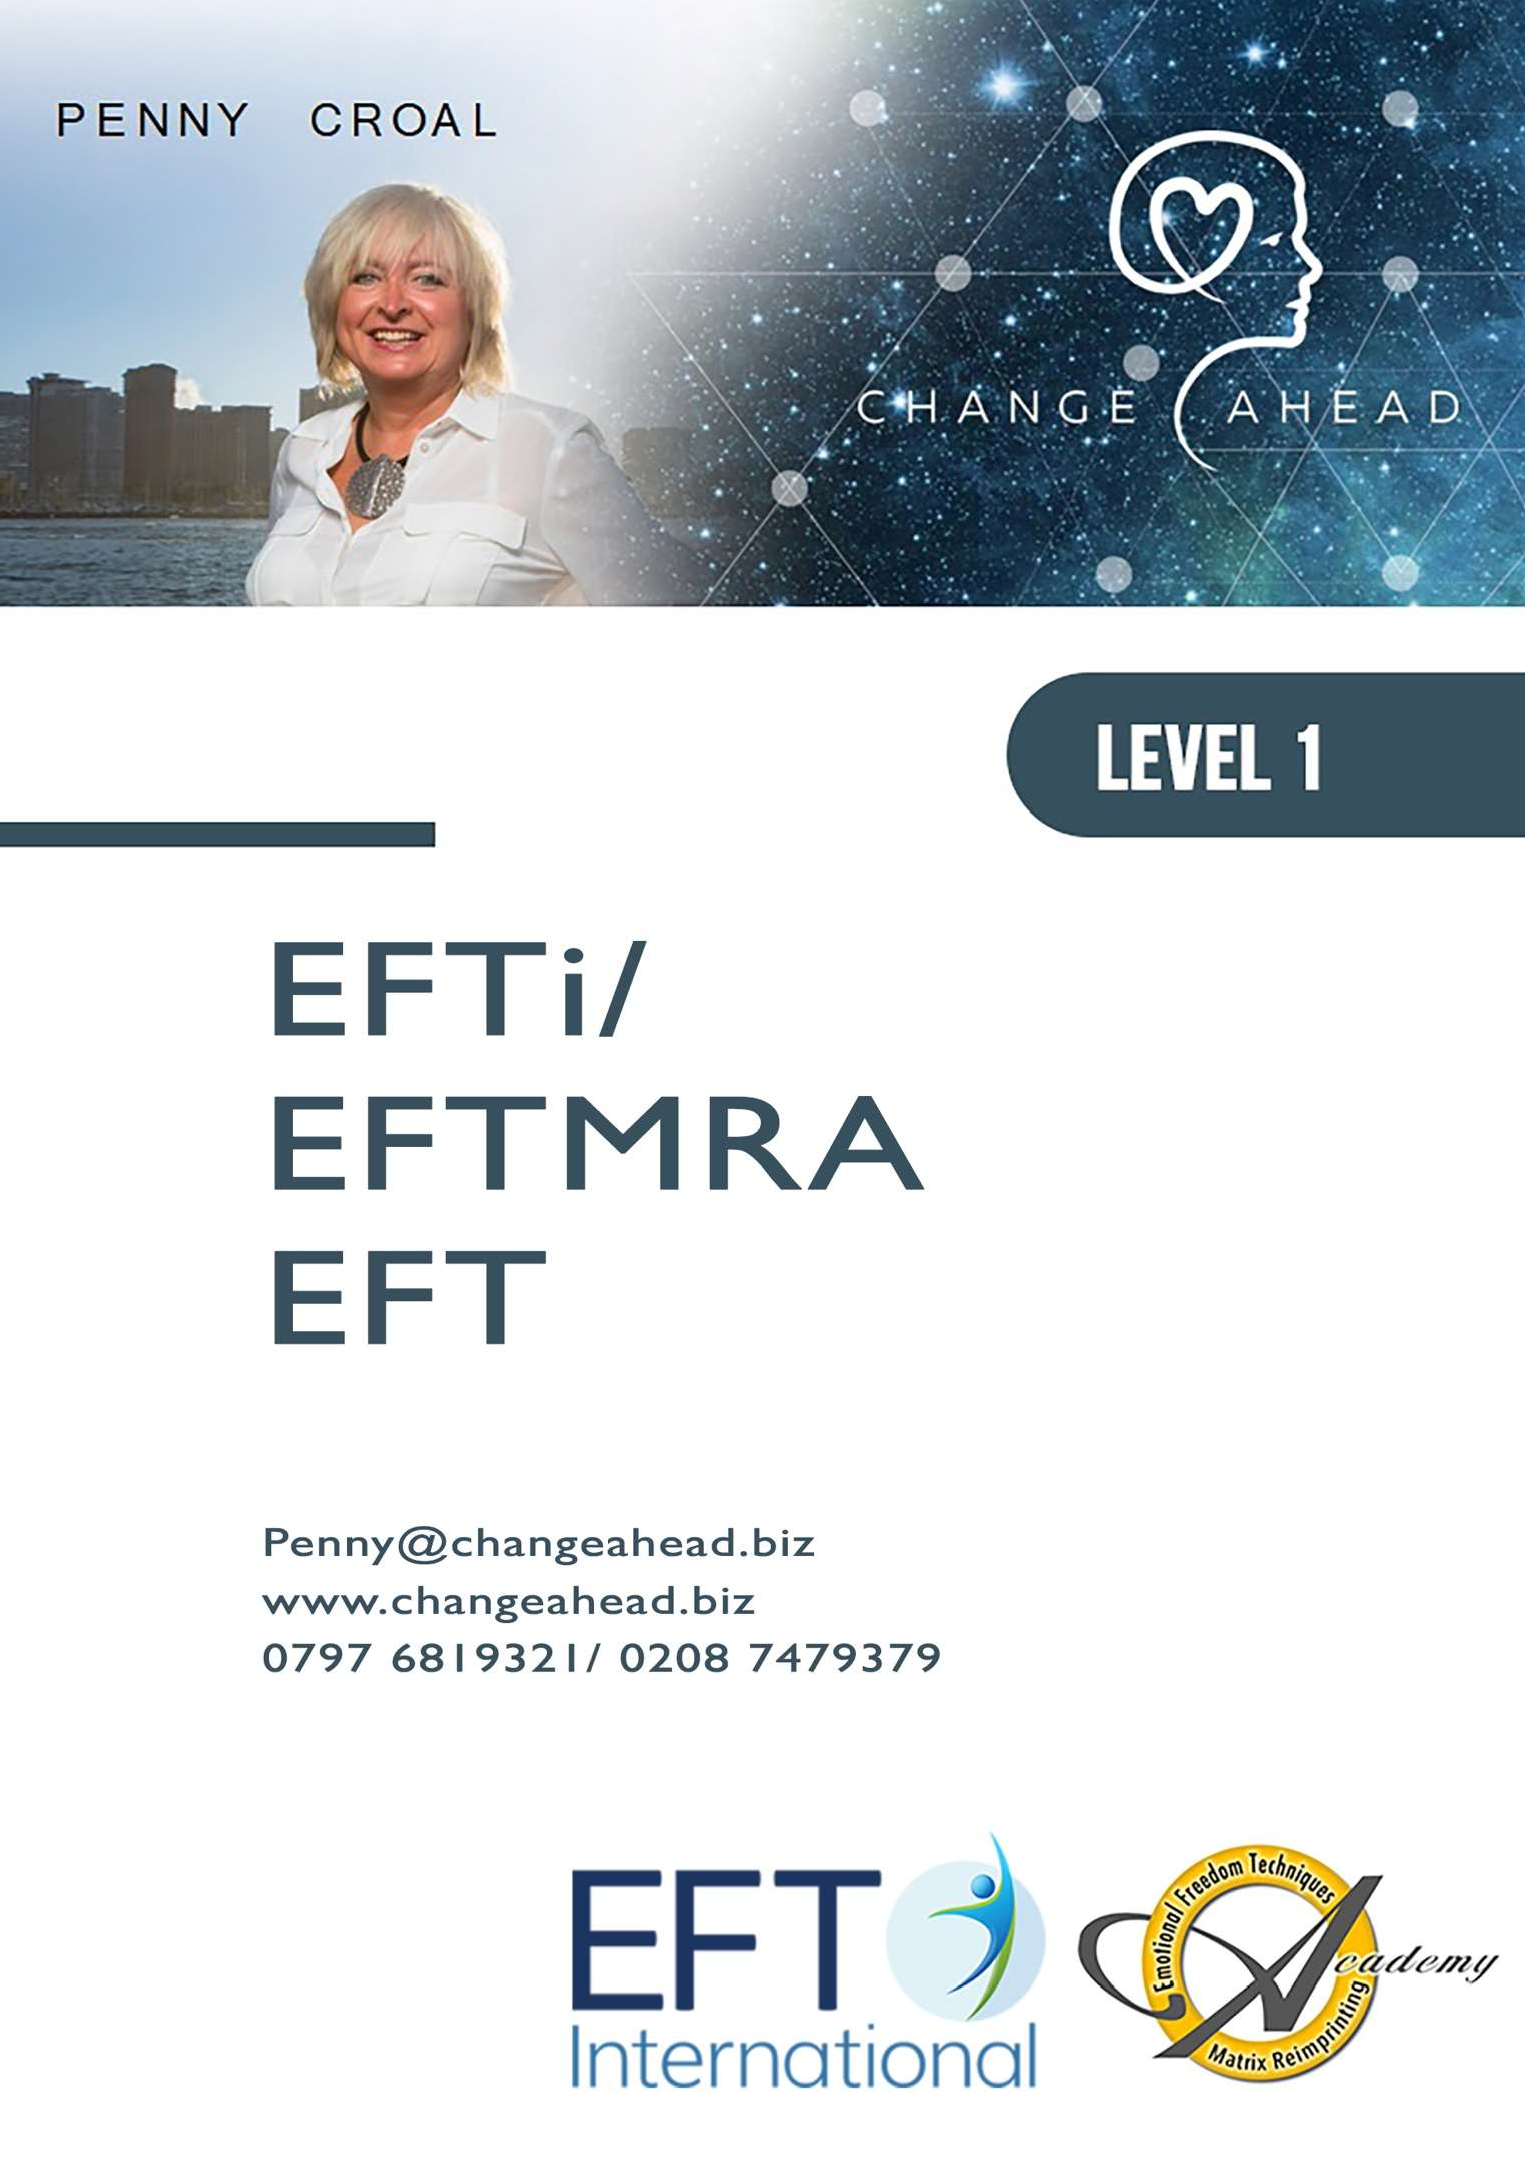 PENNY CROAL
CHANGE AHEAD
LEVEL 1
EFTi/
EFTMRA
EFT
Penny@changeahead.biz
www.changeahead.biz
0797 6819321/ 0208 7479379
EFT
International
Emotional Freedom Techniques
Academy
Matrix Reimprinting